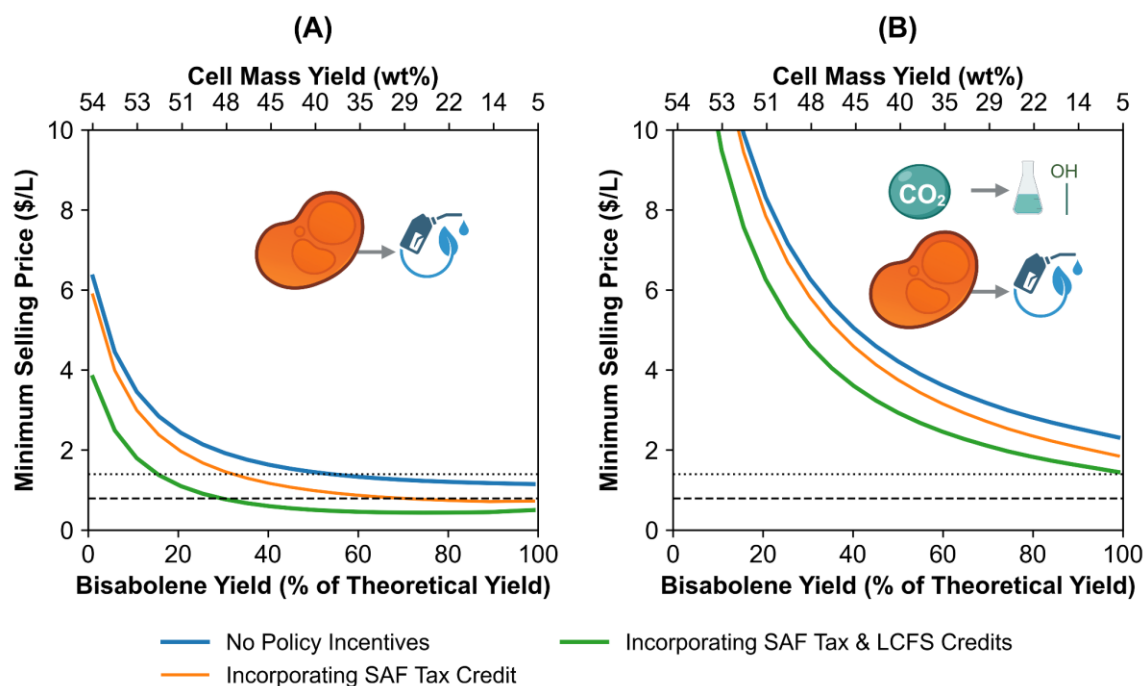 (A)
Cell Mass Yield (wt%)
54 53 51 48 45 40 35 29 22 14 5
10
8
6
4
2
0
Minimum Selling Price ($/L)
0 20 40 60 80 100
Bisabolene Yield (% of Theoretical Yield)
(B)
Cell Mass Yield (wt%)
54 53 51 48 45 40 35 29 22 14 5
10
8
6
4
2
0
Minimum Selling Price ($/L)
CO₂
OH
0 20 40 60 80 100
Bisabolene Yield (% of Theoretical Yield)
No Policy Incentives
Incorporating SAF Tax Credit
Incorporating SAF Tax & LCFS Credits